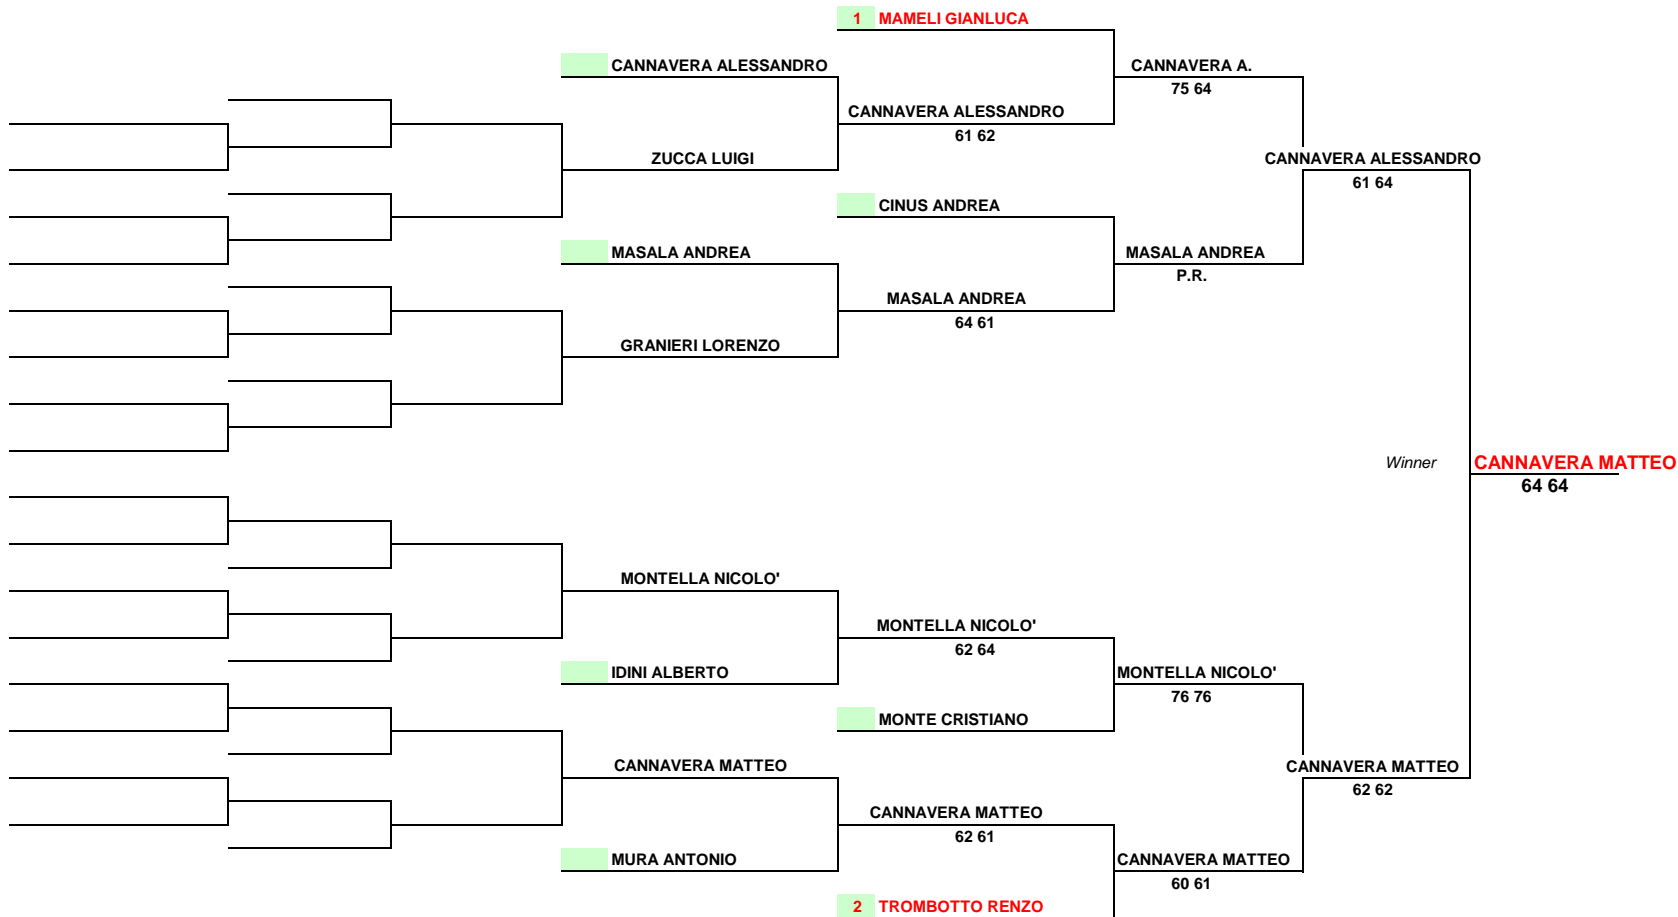 1 MAMELI GIANLUCA
CANNAVERA ALESSANDRO
CANNAVERA A.
75 64
CANNAVERA ALESSANDRO
61 62
ZUCCA LUIGI
CANNAVERA ALESSANDRO
61 64
CINUS ANDREA
MASALA ANDREA
MASALA ANDREA
P.R.
MASALA ANDREA
64 61
GRANIERI LORENZO
Winner
CANNAVERA MATTEO
64 64
MONTELLA NICOLO'
MONTELLA NICOLO'
62 64
IDINI ALBERTO
MONTELLA NICOLO'
76 76
MONTE CRISTIANO
CANNAVERA MATTEO
CANNAVERA MATTEO
62 62
CANNAVERA MATTEO
62 61
MURA ANTONIO
CANNAVERA MATTEO
60 61
2 TROMBOTTO RENZO